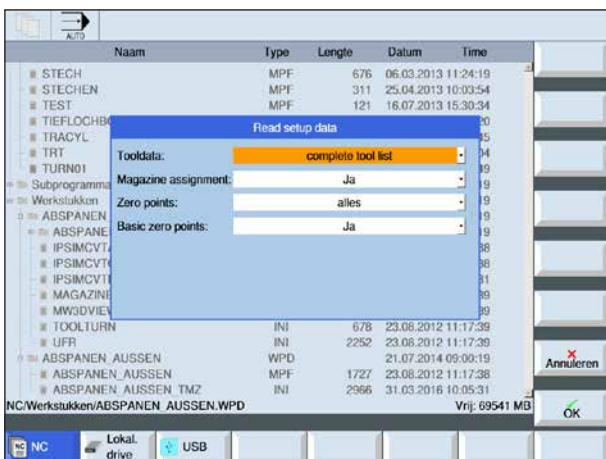 AUTO
Naam Type Lengte Datum Time
STECH MPF 676 06.03.2013 11:24:19
STECHEN MPF 311 25.04.2013 10:03:54
TEST MPF 121 16.07.2013 15:30:34
TIEFLOCHBO
TRACYL
TRT
TURN01
Subprogramma
Werkstukken
ABSPANEN
ABSPANE
IPSIMCVT
IPSIMCVT
IPSIMCVT
MAGAZINE
MW3DVIEW
Read setup data
Tooldata: complete tool list
Magazine assignment: Ja
Zero points: alles
Basic zero points: Ja
TOOLTURN INI 678 23.08.2012 11:17:39
UFR INI 2252 23.08.2012 11:17:39
ABSPANEN_AUSSEN WPD 21.07.2014 09:00:19
ABSPANEN_AUSSEN MPF 1727 23.08.2012 11:17:38
ABSPANEN_AUSSEN_TMZ INI 2966 31.03.2016 10:05:31
NC/Werkstukken/ABSPANEN_AUSSEN.WPD Vrij: 69541 MB
Annuleren
OK
NC
NC
Lokal.
drive
USB